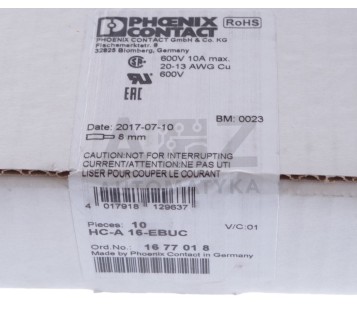 PHOENIX
CONTACT
RoHS
PHOENIX CONTACT GmbH & Co. KG
Flachsmarktstr. 8
32825 Blomberg, Germany
600V 10A max.
20-13 AWG Cu
600V
EAC
BM: 0023
Date: 2017-07-10
8 mm
CAUTION:NOT FOR INTERRUPTING
CURRENT/ATTENTION:NE PAS UTI
LISER POUR COUPER LE COURANT
4 017918 129637
Pieces: 10
V/C:01
HC-A 16-EBUC
Ord.No.: 16 77 01 8
Made by Phoenix Contact in Germany